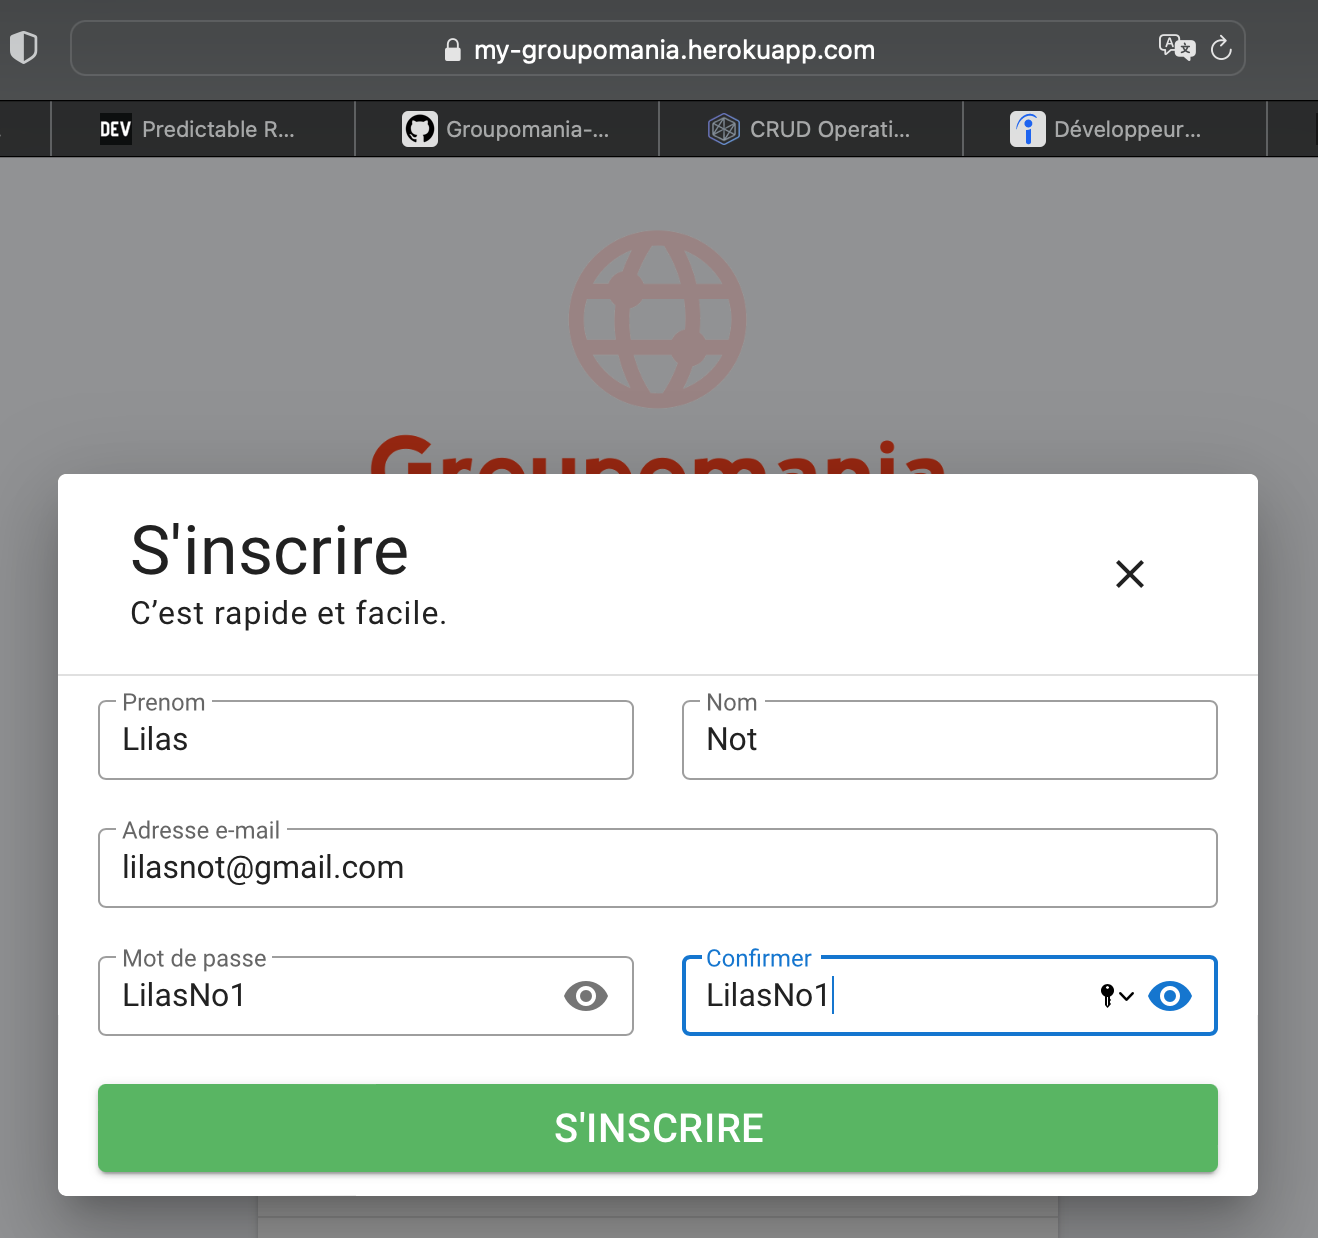 my-groupomania.herokuapp.com
DEV Predictable R...
Groupomania-...
CRUD Operati...
Développeur...
Groupomania
S'inscrire
C’est rapide et facile.
Prenom
Lilas
Nom
Not
Adresse e-mail
lilasnot@gmail.com
Mot de passe
LilasNo1
Confirmer
LilasNo1
S'INSCRIRE